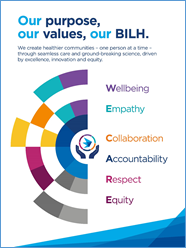 Our purpose,
our values, our BILH.
We create healthier communities – one person at a time –
through seamless care and ground-breaking science, driven
by excellence, innovation and equity.
Wellbeing
Empathy
Collaboration
Accountability
Respect
Equity